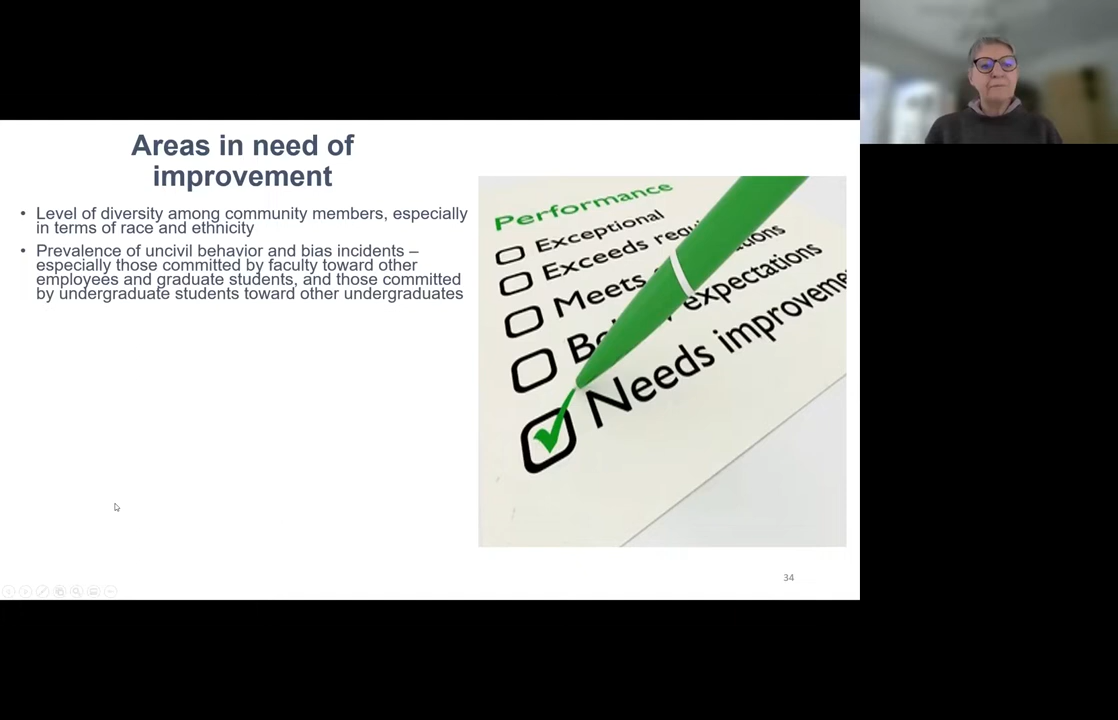 Areas in need of
improvement
• Level of diversity among community members, especially
in terms of race and ethnicity
• Prevalence of uncivil behavior and bias incidents –
especially those committed by faculty toward other
employees and graduate students, and those committed
by undergraduate students toward other undergraduates
Performance
Exceptional
Exceeds
Meets
expectations
Needs
34